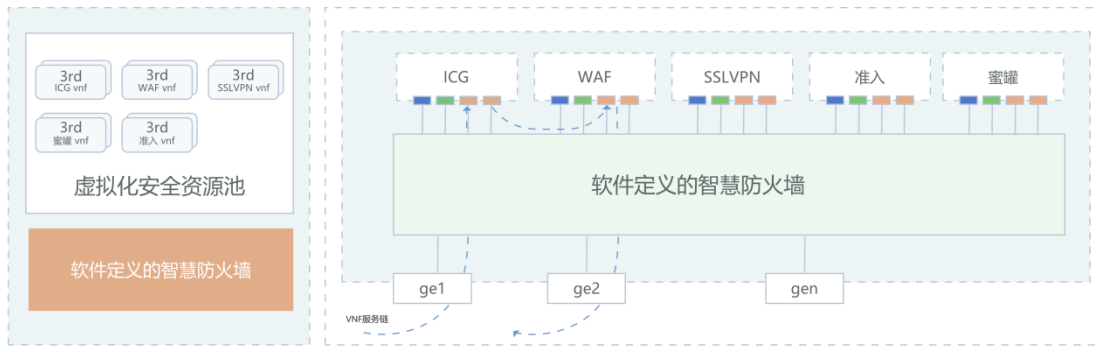 3rd
ICG vnf
3rd
WAF vnf
3rd
SSLVPN vnf
3rd
蜜罐 vnf
3rd
准入 vnf
虚拟化安全资源池
软件定义的智慧防火墙
ICG
WAF
SSLVPN
准入
蜜罐
软件定义的智慧防火墙
ge1
ge2
gen
VNF服务链